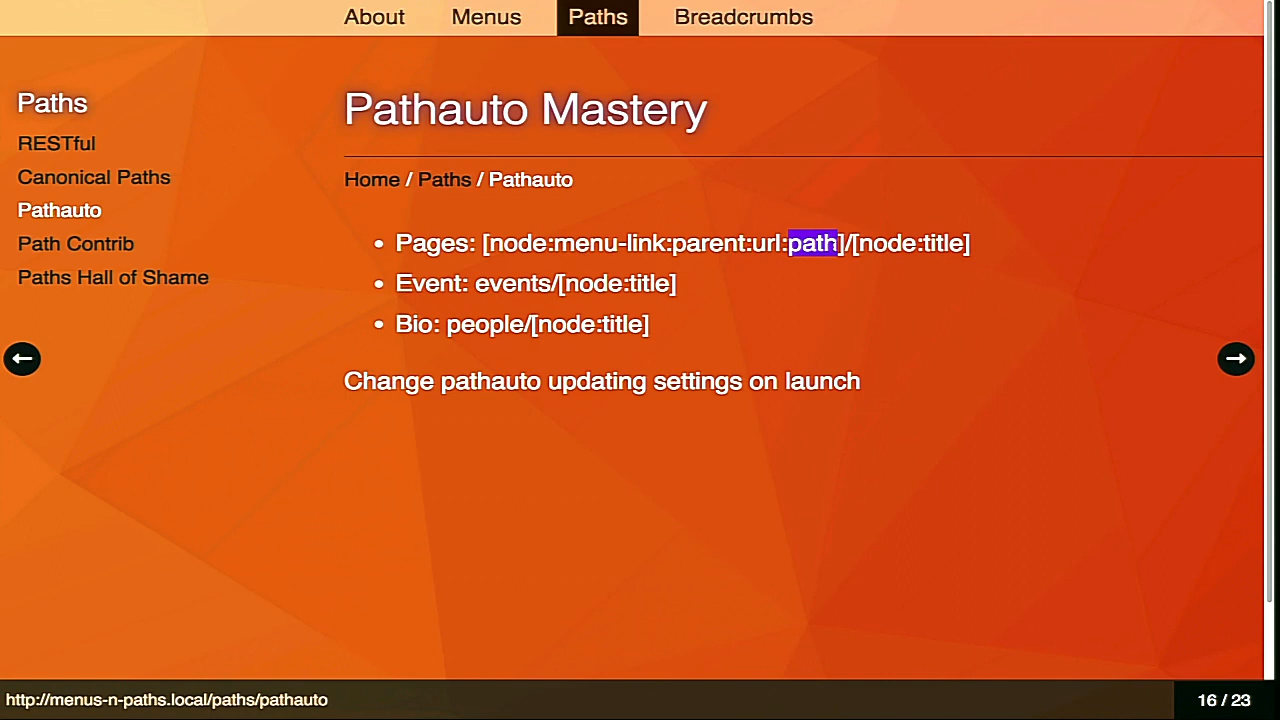 About Menus Paths Breadcrumbs
Paths
RESTful
Canonical Paths
Pathauto
Path Contrib
Paths Hall of Shame
Pathauto Mastery
Home / Paths / Pathauto
• Pages: [node:menu-link:parent:url:path]/[node:title]
• Event: events/[node:title]
• Bio: people/[node:title]
Change pathauto updating settings on launch
http://menus-n-paths.local/paths/pathauto
16 / 23